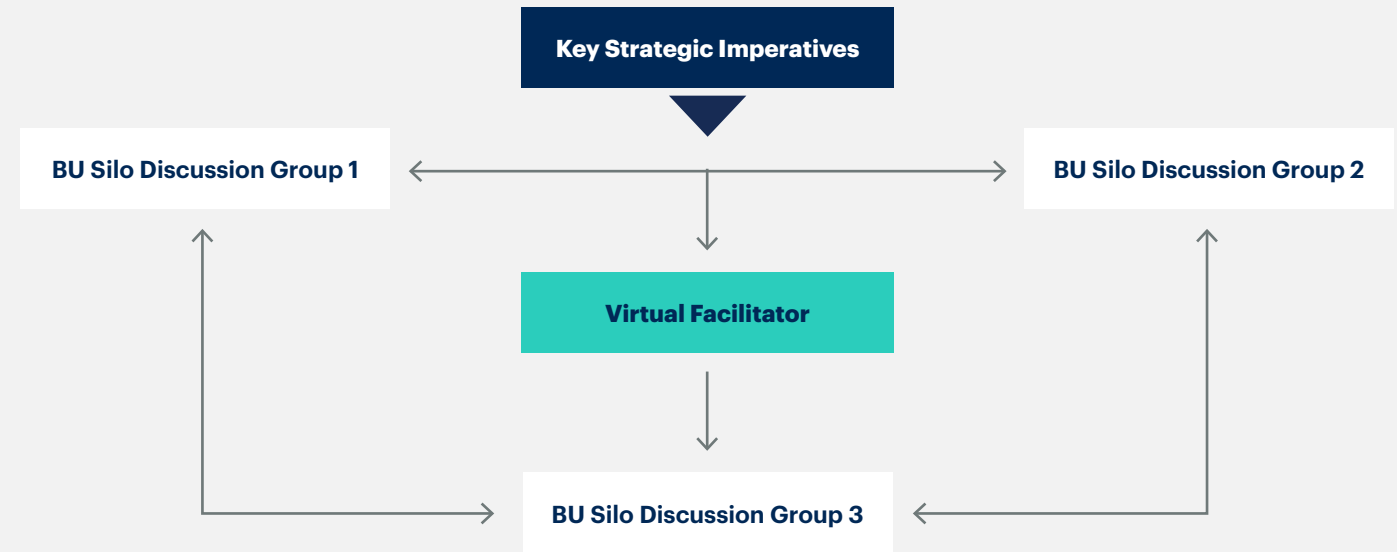 Key Strategic Imperatives
BU Silo Discussion Group 1
BU Silo Discussion Group 2
Virtual Facilitator
BU Silo Discussion Group 3